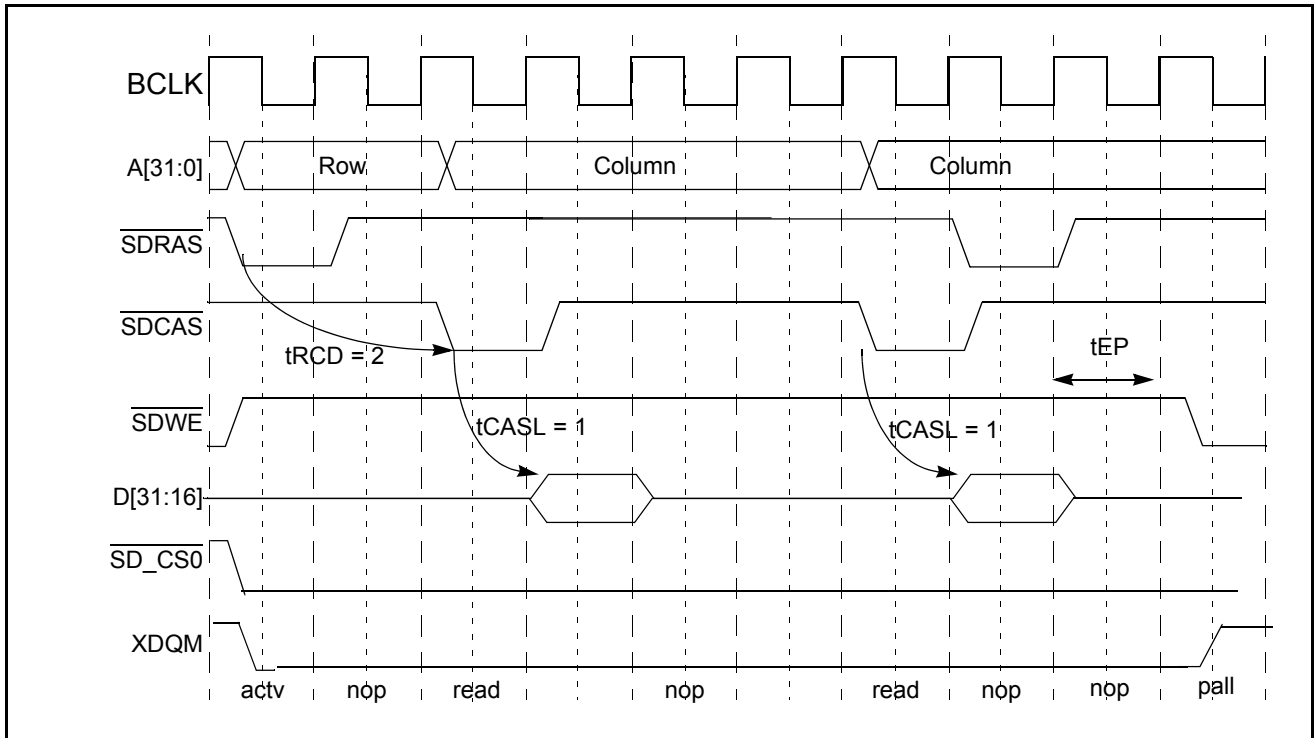 BCLK
A[31:0] Row Column Column
SDRAS
SDCAS
tRCD = 2 tEP
SDWE tCASL = 1 tCASL = 1
D[31:16]
SD_CS0
XDQM
actv nop read nop read nop nop pall